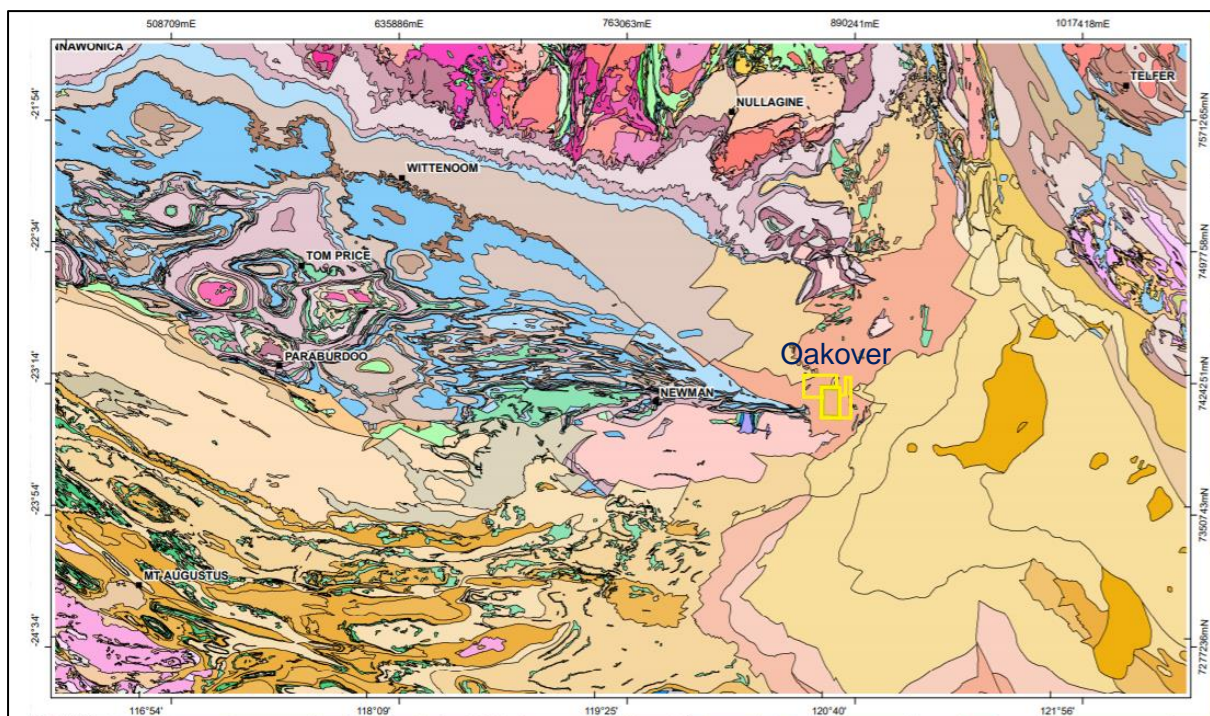 508709mE 635886mE 763063mE 890241mE 1017418mE
NNAWONICA
TELFER
-21°54'
7571265mN
NULLAGINE
WITTENOOM
-22°34'
7497758mN
TOM PRICE
PARABURDOO
Oakover
-23°14'
742451mN
NEWMAN
-23°54'
7350743mN
MT AUGUSTUS
-24°34'
7277236mN
116°54' 118°09' 119°25' 120°40' 121°56'